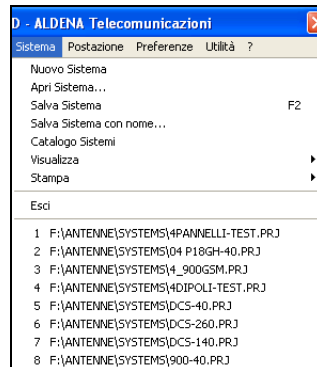 D - ALDENA Telecomunicazioni
Sistema Postazione Preferenze Utilità ?
Nuovo Sistema
Apri Sistema...
Salva Sistema F2
Salva Sistema con nome...
Catalogo Sistemi
Visualizza
Stampa
Esci
1 F:\ANTENNE\SYSTEMS\4PANNELLI-TEST.PRJ
2 F:\ANTENNE\SYSTEMS\04 P18GH-40.PRJ
3 F:\ANTENNE\SYSTEMS\4_900GSM.PRJ
4 F:\ANTENNE\SYSTEMS\4DIPOLI-TEST.PRJ
5 F:\ANTENNE\SYSTEMS\DCS-40.PRJ
6 F:\ANTENNE\SYSTEMS\DCS-260.PRJ
7 F:\ANTENNE\SYSTEMS\DCS-140.PRJ
8 F:\ANTENNE\SYSTEMS\900-40.PRJ